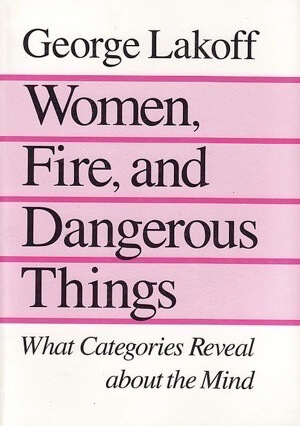 George Lakoff
Women,
Fire, and
Dangerous
Things
What Categories Reveal
about the Mind